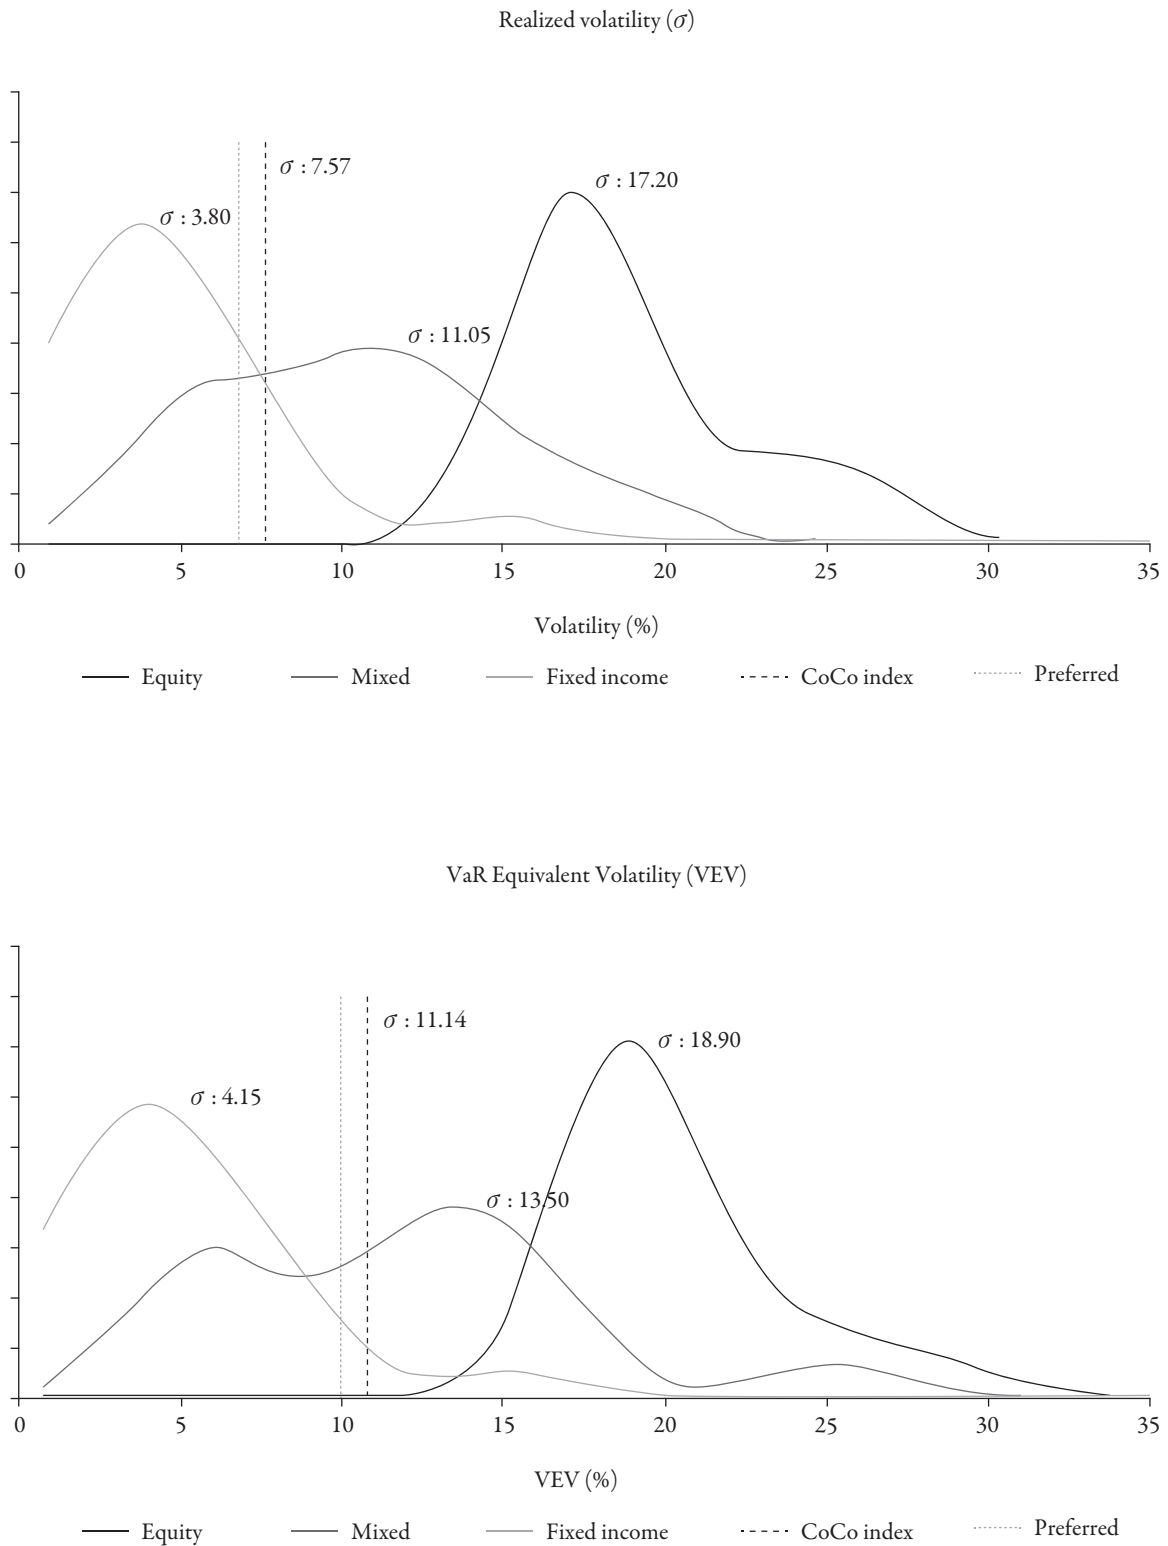 Realized volatility (σ)
σ : 7.57
σ : 17.20
σ : 3.80
σ : 11.05
0 5 10 15 20 25 30 35
Volatility (%)
Equity Mixed Fixed income CoCo index Preferred
VaR Equivalent Volatility (VEV)
σ : 11.14
σ : 18.90
σ : 4.15
σ : 13.50
0 5 10 15 20 25 30 35
VEV (%)
Equity Mixed Fixed income CoCo index Preferred